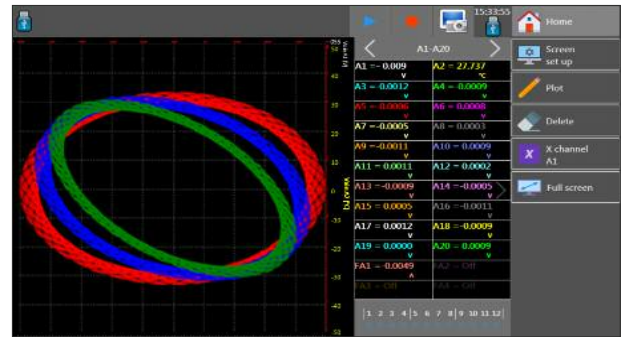 15:33:55
Home
A1-A20
Screen
set up
Plot
Delete
X channel
A1
Full screen
A1 =- 0.009
V
A2 = 27.737
°C
A3 =-0.0012
V
A4 =-0.0009
V
A5 =-0.0006
V
A6 = 0.0008
V
A7 =-0.0005
V
A8 = 0.0003
V
A9 =-0.0011
V
A10 = 0.0009
V
A11 = 0.0011
V
A12 = 0.0002
V
A13 =-0.0009
V
A14 =-0.0005
V
A15 = 0.0005
V
A16 =-0.0011
V
A17 = 0.0012
V
A18 =-0.0009
V
A19 = 0.0000
V
A20 = 0.0009
V
FA1 =-0.0049
A
FA2 = Off
FA3 = Off
FA4 = Off
1 2 3 4 5 6 7 8 9 10 11 12